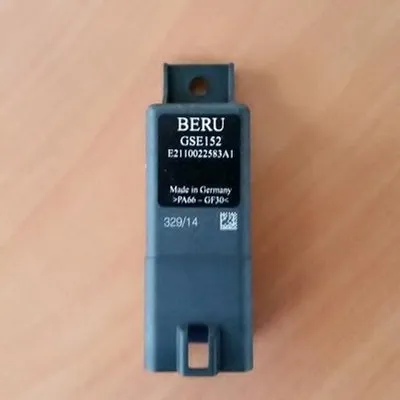 BERU
GSE152
E2110022583A1
Made in Germany
>PA66 - GF30<
329/14